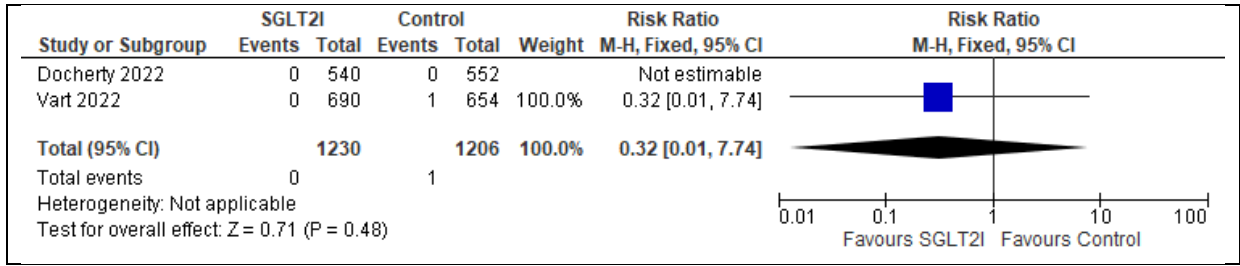 SGLT2I Control Risk Ratio Risk Ratio
Study or Subgroup Events Total Events Total Weight M-H, Fixed, 95% CI M-H, Fixed, 95% CI
Docherty 2022 0 540 0 552 Not estimable
Vart 2022 0 690 1 654 100.0% 0.32 [0.01, 7.74]
Total (95% CI) 1230 1206 100.0% 0.32 [0.01, 7.74]
Total events 0 1
Heterogeneity: Not applicable
Test for overall effect: Z = 0.71 (P = 0.48)
0.01 0.1 1 10 100
Favours SGLT2I Favours Control